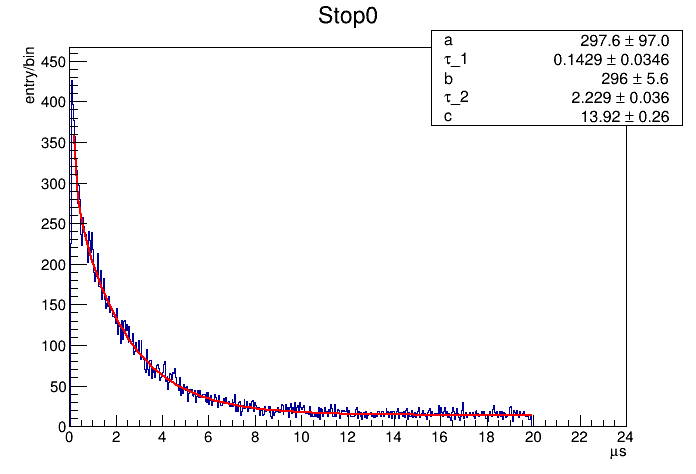 Stop0
entry/bin
a 297.6 ± 97.0
τ_1 0.1429 ± 0.0346
b 296 ± 5.6
τ_2 2.229 ± 0.036
c 13.92 ± 0.26
450
400
350
300
250
200
150
100
50
0
0 2 4 6 8 10 12 14 16 18 20 22 24
μs